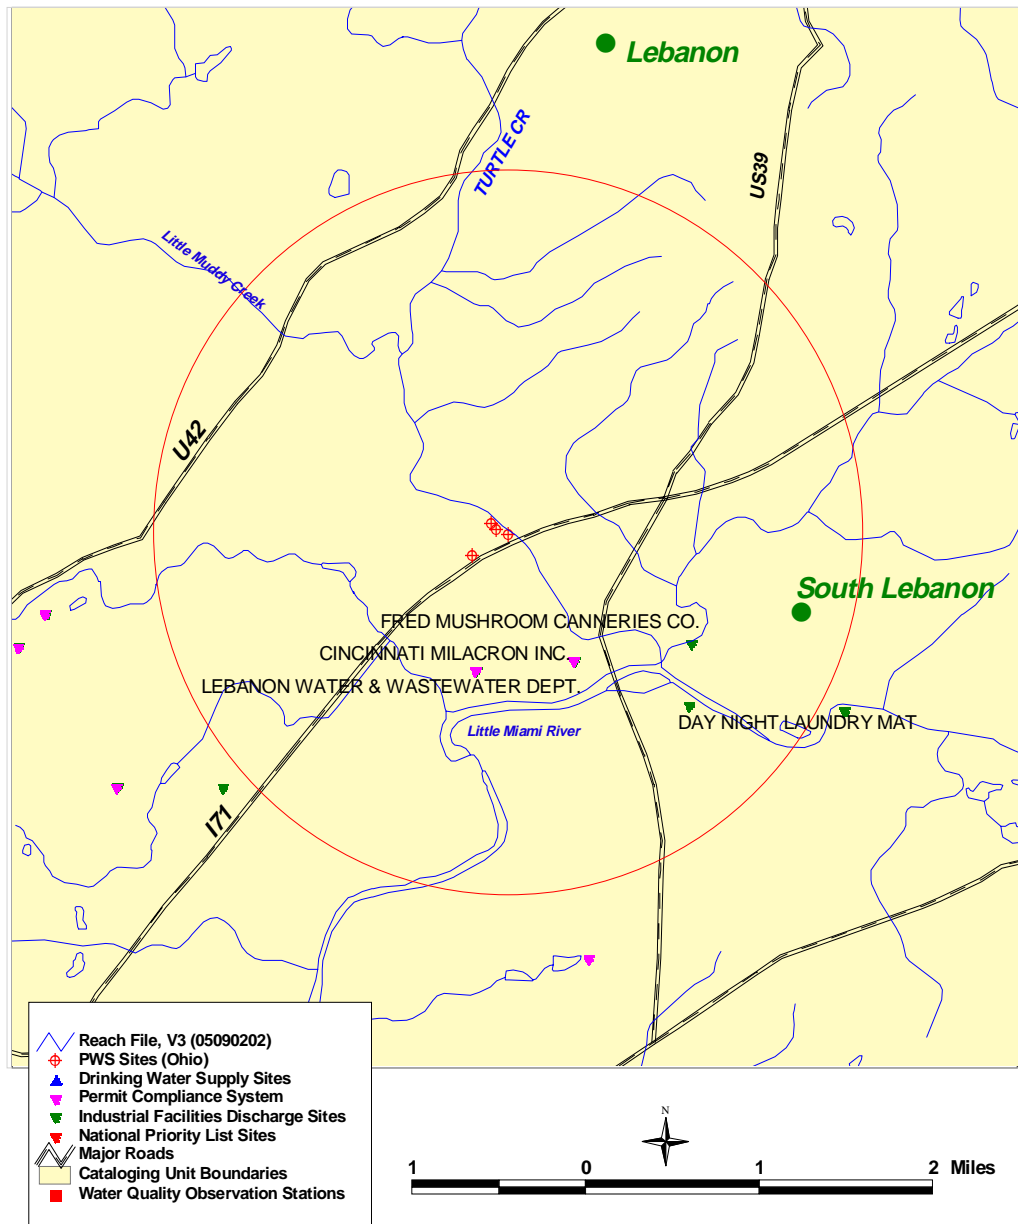 Lebanon
TURTLE CR
US39
Little Muddy Creek
U42
South Lebanon
FRED MUSHROOM CANNERIES CO.
CINCINNATI MILACRON INC.
LEBANON WATER & WASTEWATER DEPT.
DAY NIGHT LAUNDRY MAT
Little Miami River
I71
Reach File, V3 (05090202)
PWS Sites (Ohio)
Drinking Water Supply Sites
Permit Compliance System
Industrial Facilities Discharge Sites
National Priority List Sites
Major Roads
Cataloging Unit Boundaries
Water Quality Observation Stations
N
1 0 1 2 Miles